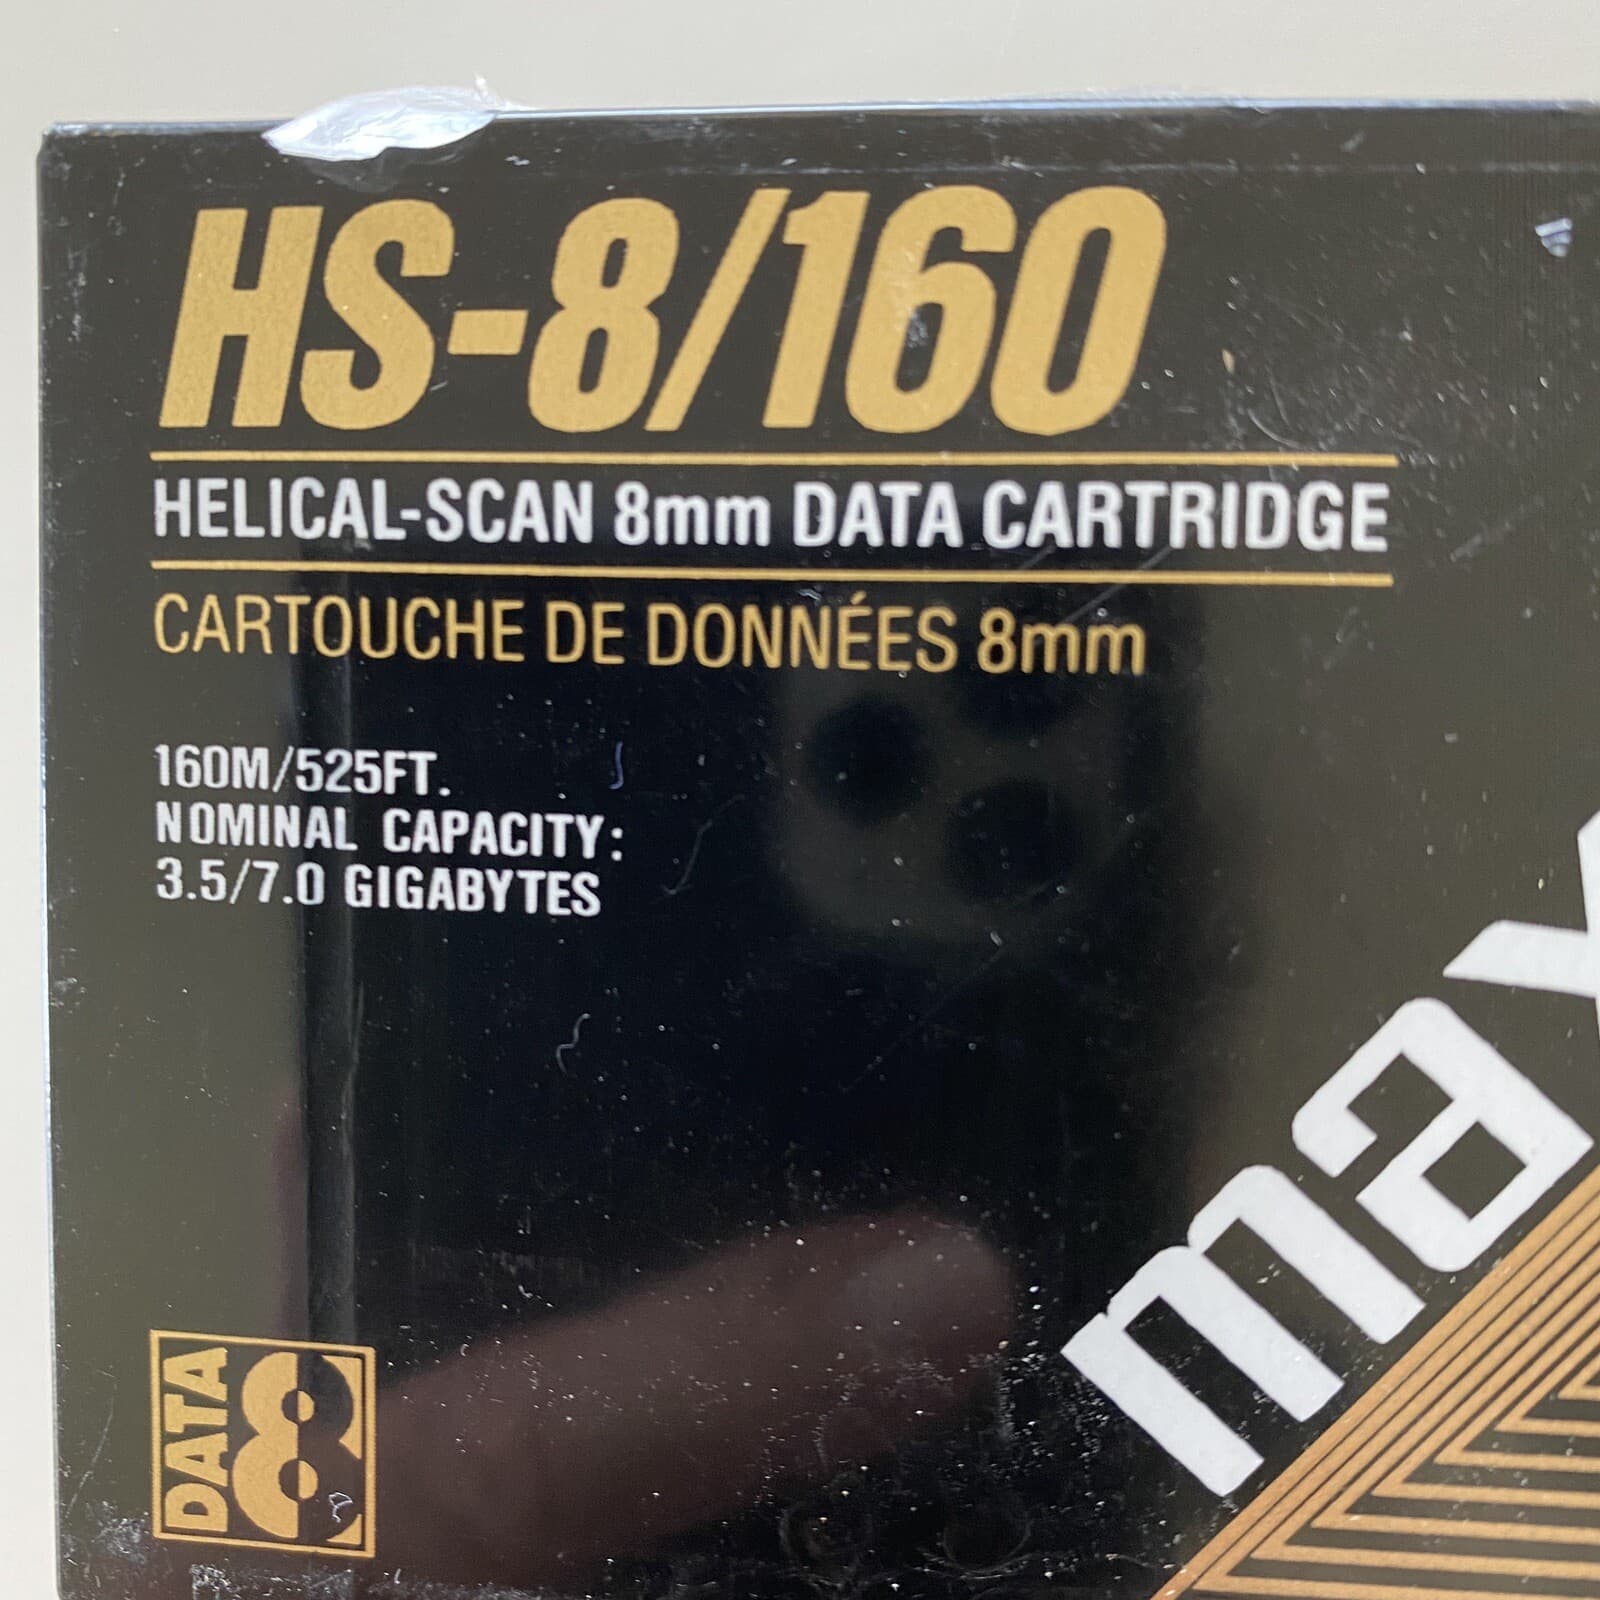 HS-8/160
HELICAL-SCAN 8mm DATA CARTRIDGE
CARTOUCHE DE DONNÉES 8mm
160M/525FT.
NOMINAL CAPACITY:
3.5/7.0 GIGABYTES
max
DATA 8